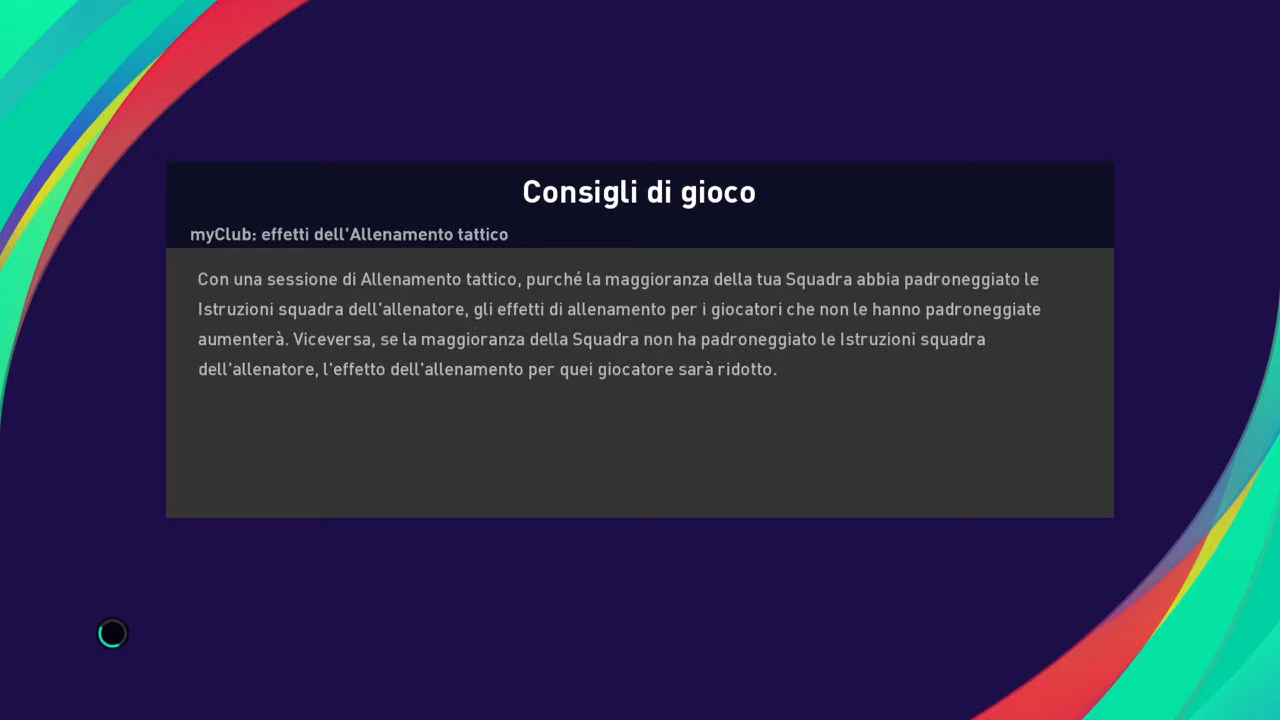 Consigli di gioco
myClub: effetti dell'Allenamento tattico
Con una sessione di Allenamento tattico, purché la maggioranza della tua Squadra abbia padroneggiato le
Istruzioni squadra dell'allenatore, gli effetti di allenamento per i giocatori che non le hanno padroneggiate
aumenterà. Viceversa, se la maggioranza della Squadra non ha padroneggiato le Istruzioni squadra
dell'allenatore, l'effetto dell'allenamento per quei giocatore sarà ridotto.